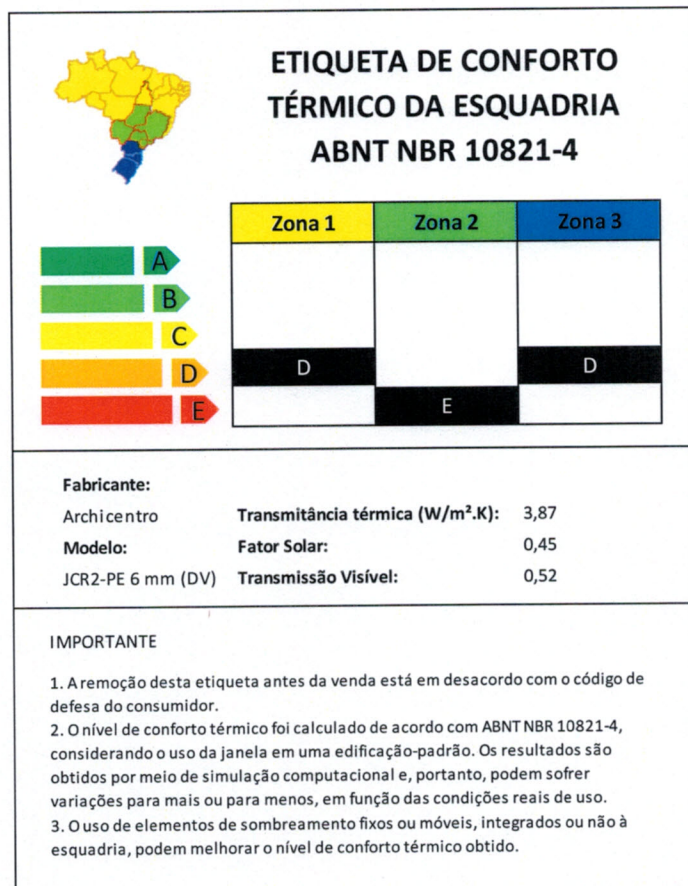 ETIQUETA DE CONFORTO
TÉRMICO DA ESQUADRIA
ABNT NBR 10821-4
Zona 1 Zona 2 Zona 3
A
B
C
D D D
E E
Fabricante:
Archicentro Transmitância térmica (W/m².K): 3,87
Modelo: Fator Solar: 0,45
JCR2-PE 6 mm (DV) Transmissão Visível: 0,52
IMPORTANTE
1. A remoção desta etiqueta antes da venda está em desacordo com o código de
defesa do consumidor.
2. O nível de conforto térmico foi calculado de acordo com ABNT NBR 10821-4,
considerando o uso da janela em uma edificação-padrão. Os resultados são
obtidos por meio de simulação computacional e, portanto, podem sofrer
variações para mais ou para menos, em função das condições reais de uso.
3. O uso de elementos de sombreamento fixos ou móveis, integrados ou não à
esquadria, podem melhorar o nível de conforto térmico obtido.